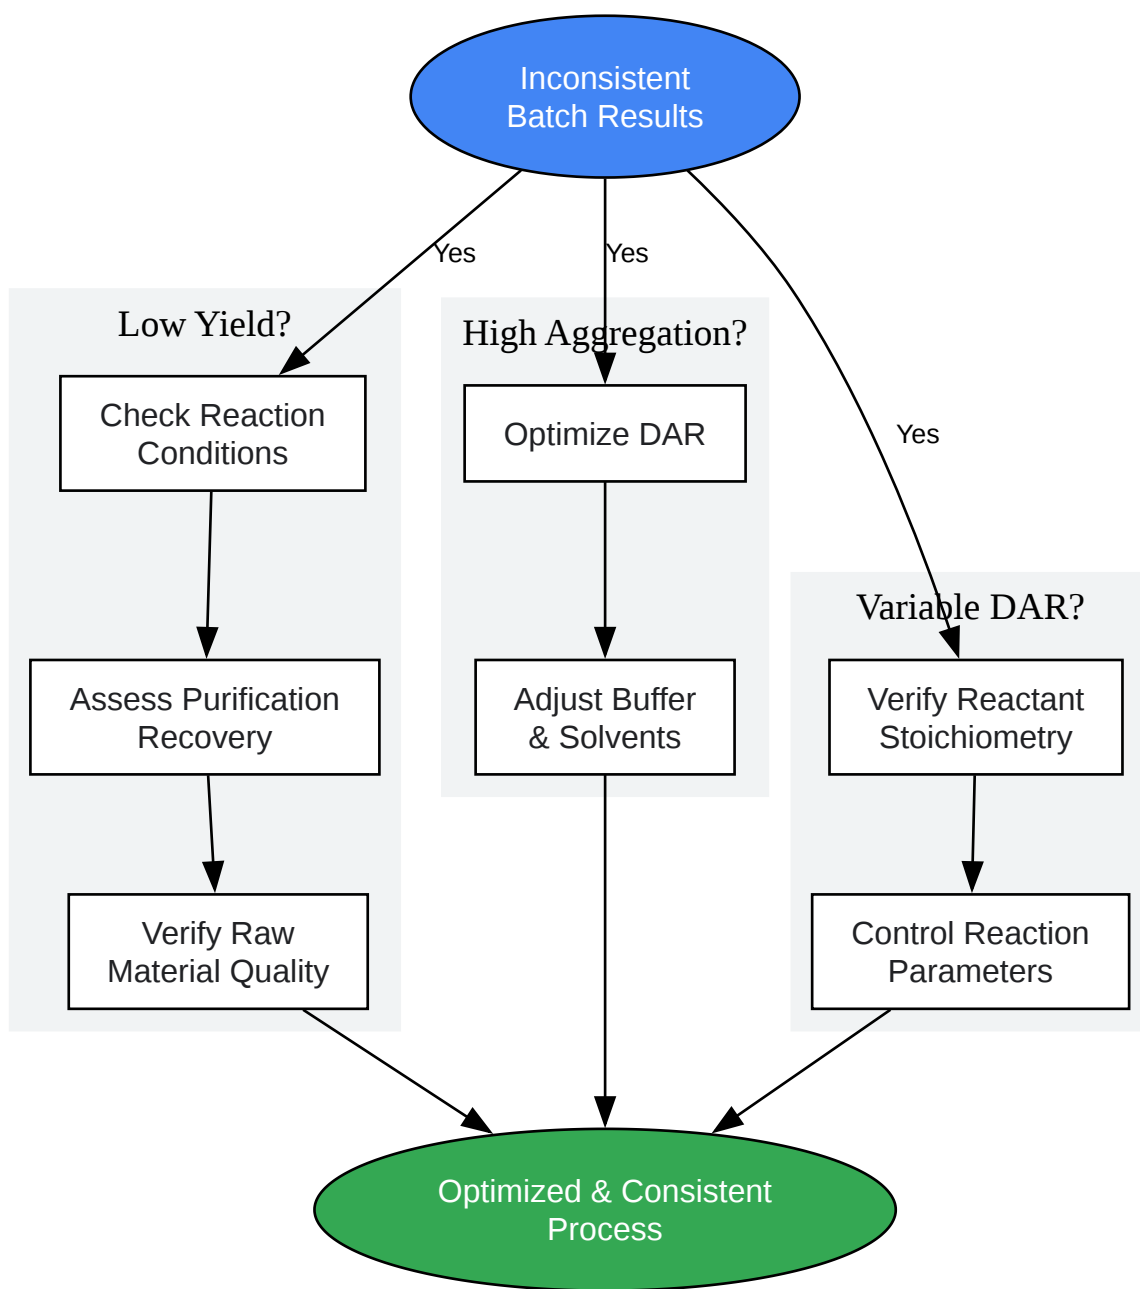 Inconsistent
Batch Results
Yes
Yes
Yes
Low Yield?
Check Reaction
Conditions
Assess Purification
Recovery
Verify Raw
Material Quality
High Aggregation?
Optimize DAR
Adjust Buffer
& Solvents
Variable DAR?
Verify Reactant
Stoichiometry
Control Reaction
Parameters
Optimized & Consistent
Process